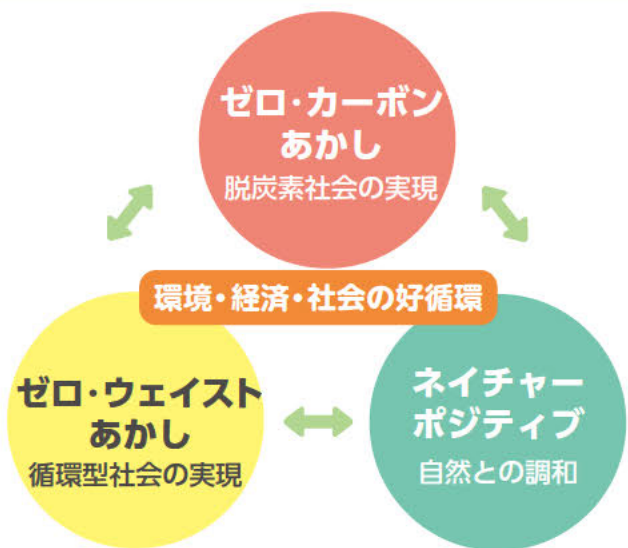 ゼロ・カーボン
あかし
脱炭素社会の実現
環境・経済・社会の好循環
ゼロ・ウェイスト
あかし
循環型社会の実現
ネイチャー
ポジティブ
自然との調和